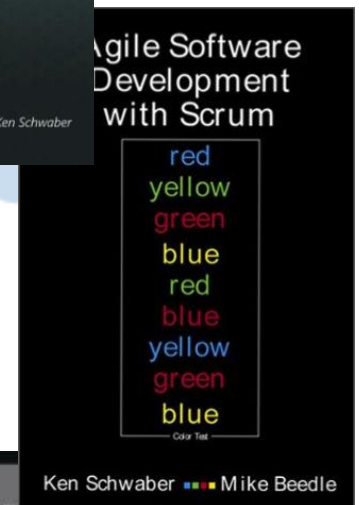 Ken Schwaber
Agile Software
Development
with Scrum
red
yellow
green
blue
red
blue
yellow
green
blue
Color Test
Ken Schwaber Mike Beedle